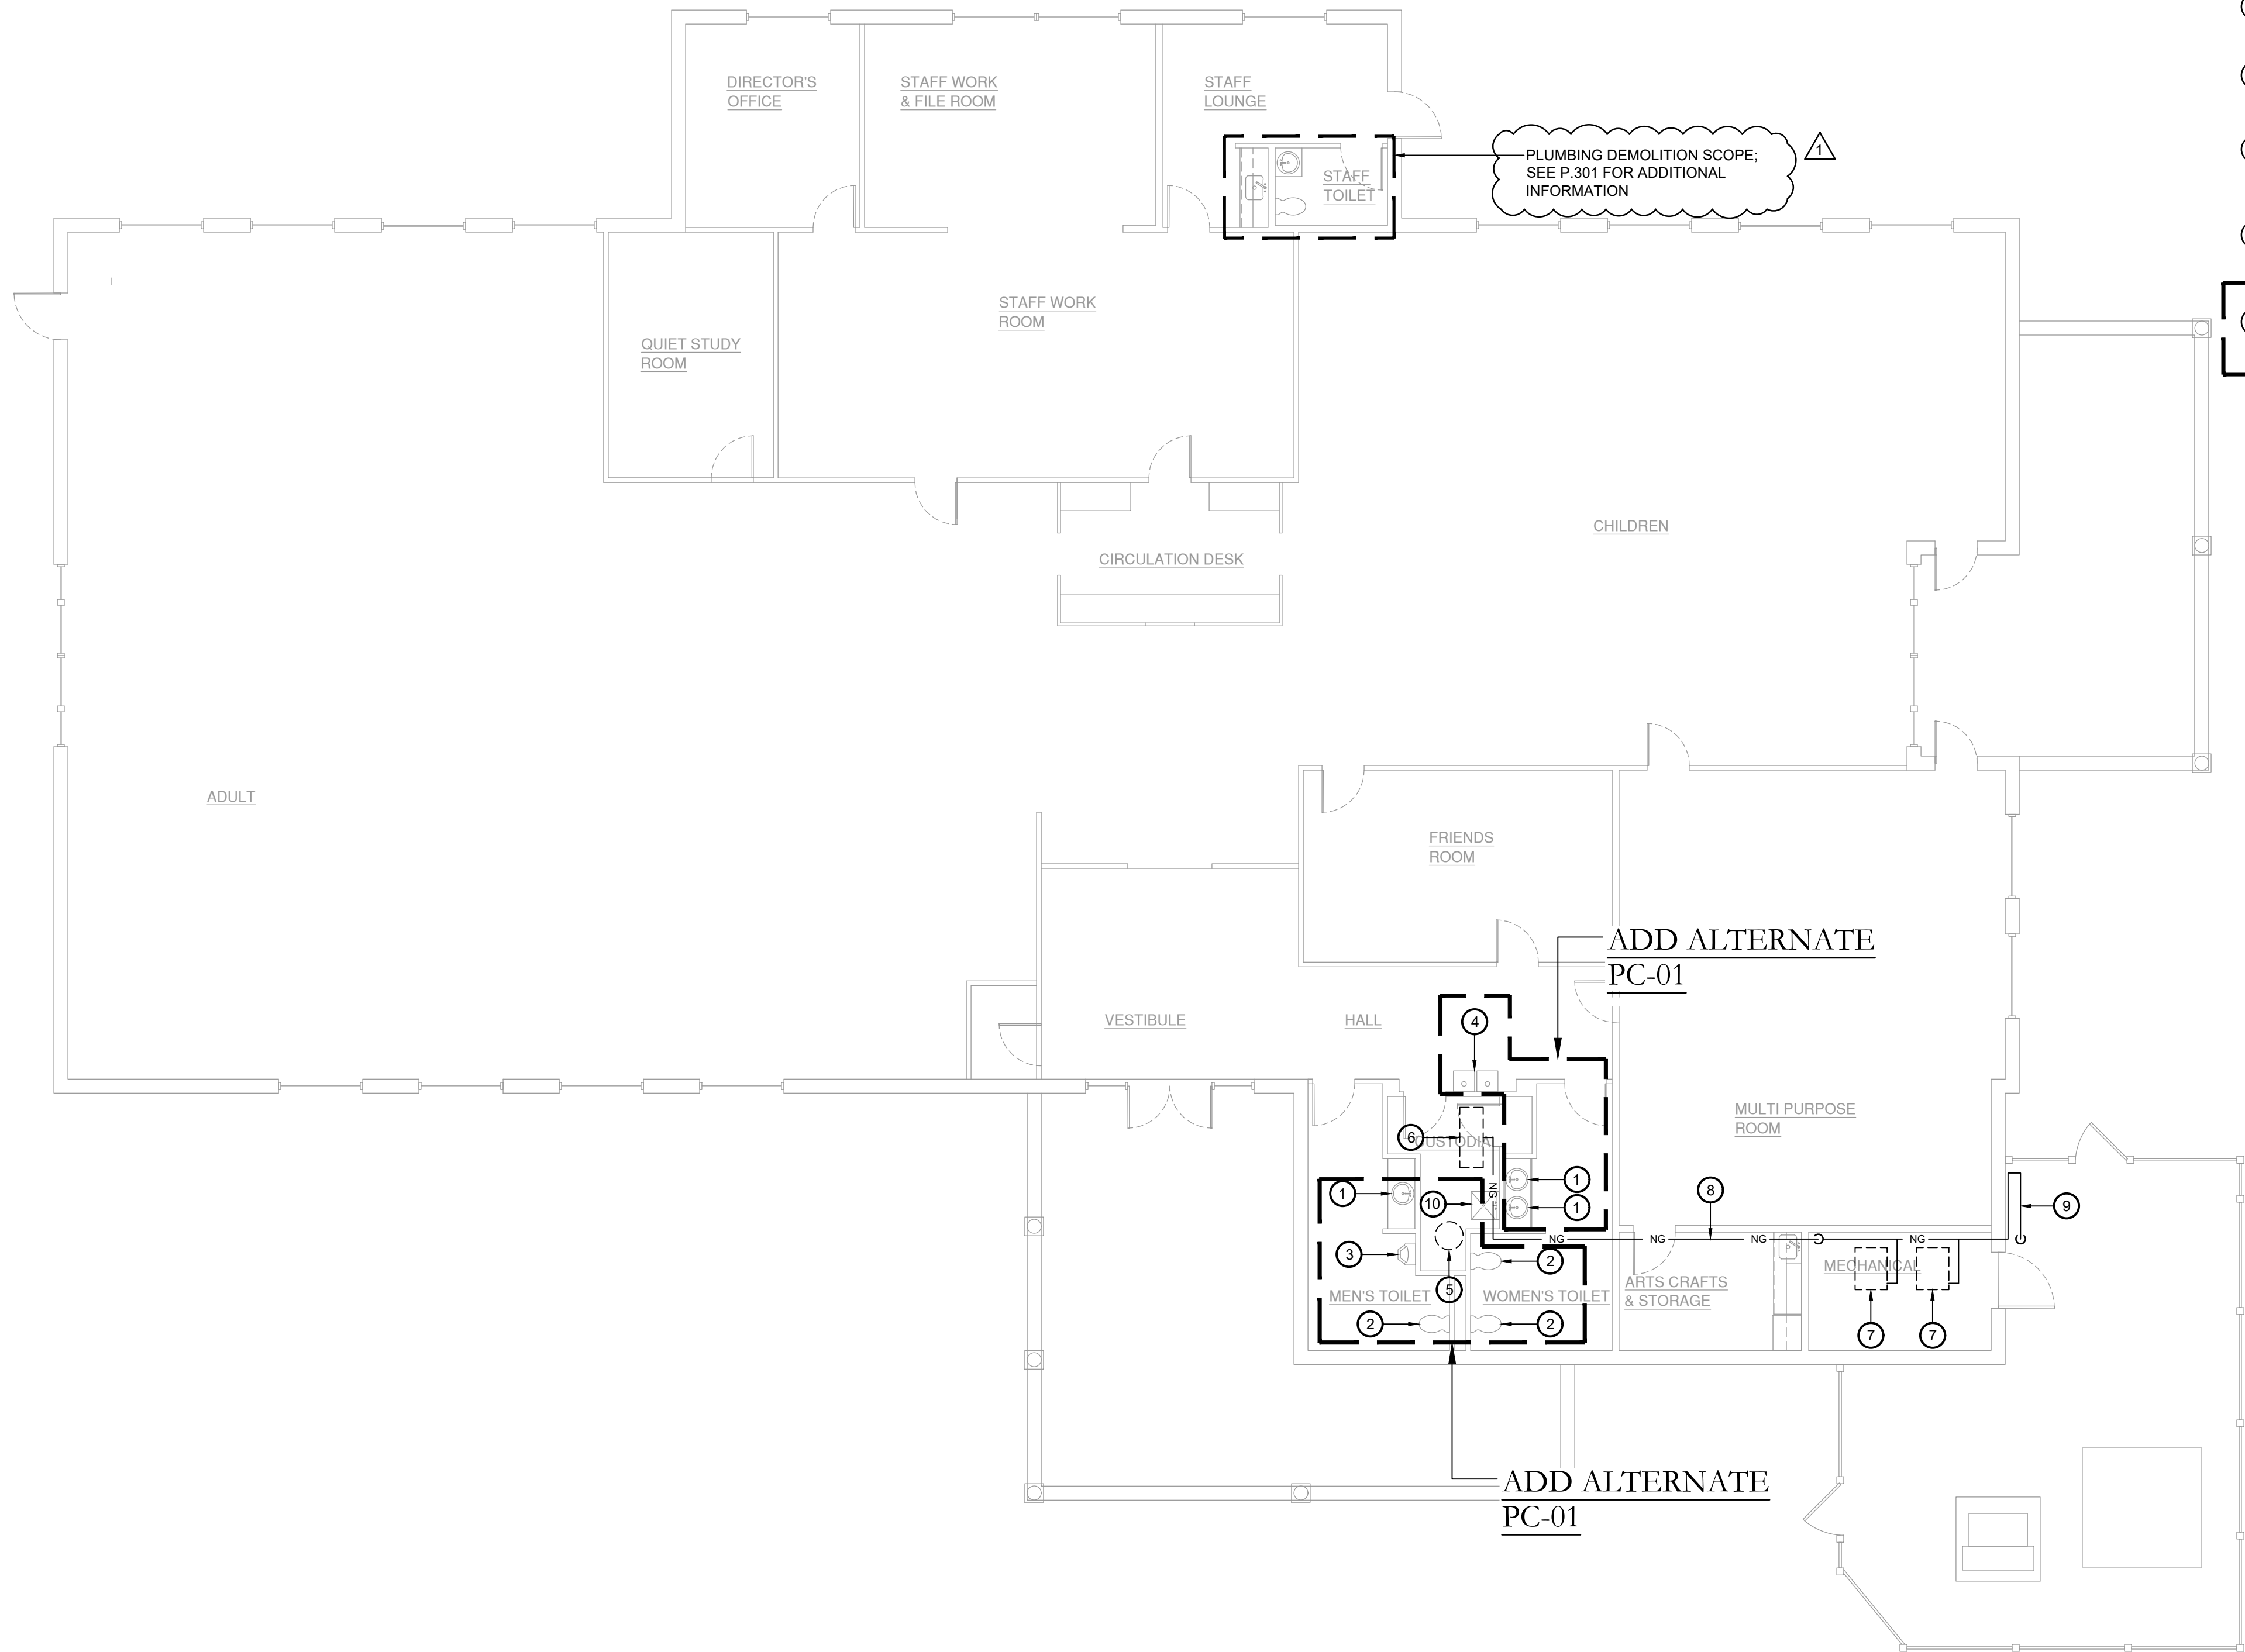 DIRECTOR'S
OFFICE
STAFF WORK
& FILE ROOM
STAFF
LOUNGE
PLUMBING DEMOLITION SCOPE;
SEE P.301 FOR ADDITIONAL
INFORMATION
1
STAFF
TOILET
STAFF WORK
ROOM
QUIET STUDY
ROOM
CHILDREN
CIRCULATION DESK
ADULT
FRIENDS
ROOM
ADD ALTERNATE
PC-01
VESTIBULE
HALL
4
MULTI PURPOSE
ROOM
6
CUSTODIAL
1
10
NG
1
1
8
9
3
2
5
NG
NG
NG
NG
MECHANICAL
MEN'S TOILET
WOMEN'S TOILET
ARTS CRAFTS
& STORAGE
2
2
7
7
ADD ALTERNATE
PC-01